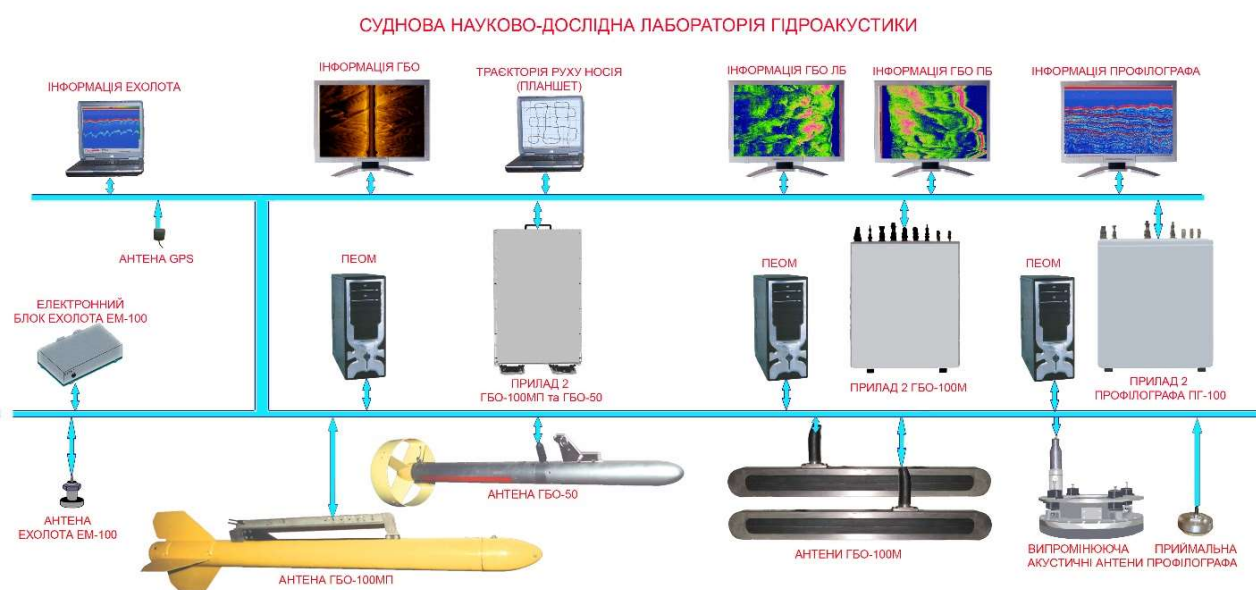 СУДНОВА НАУКОВО-ДОСЛІДНА ЛАБОРАТОРІЯ ГІДРОАКУСТИКИ
ІНФОРМАЦІЯ ЕХОЛОТА
ІНФОРМАЦІЯ ГБО
ТРАЄКТОРІЯ РУХУ НОСІЯ
(ПЛАНШЕТ)
ІНФОРМАЦІЯ ГБО ЛБ
ІНФОРМАЦІЯ ГБО ПБ
ІНФОРМАЦІЯ ПРОФІЛОГРАФА
АНТЕНА GPS
ЕЛЕКТРОННИЙ
БЛОК ЕХОЛОТА ЕМ-100
ПЕОМ
ПРИЛАД 2
ГБО-100МП та ГБО-50
ПЕОМ
ПРИЛАД 2 ГБО-100М
ПЕОМ
ПРИЛАД 2
ПРОФІЛОГРАФА ПГ-100
АНТЕНА
ЕХОЛОТА ЕМ-100
АНТЕНА ГБО-50
АНТЕНА ГБО-100МП
АНТЕНИ ГБО-100М
ВИПРОМІНЮЮЧА ПРИЙМАЛЬНА
АКУСТИЧНІ АНТЕНИ ПРОФІЛОГРАФА